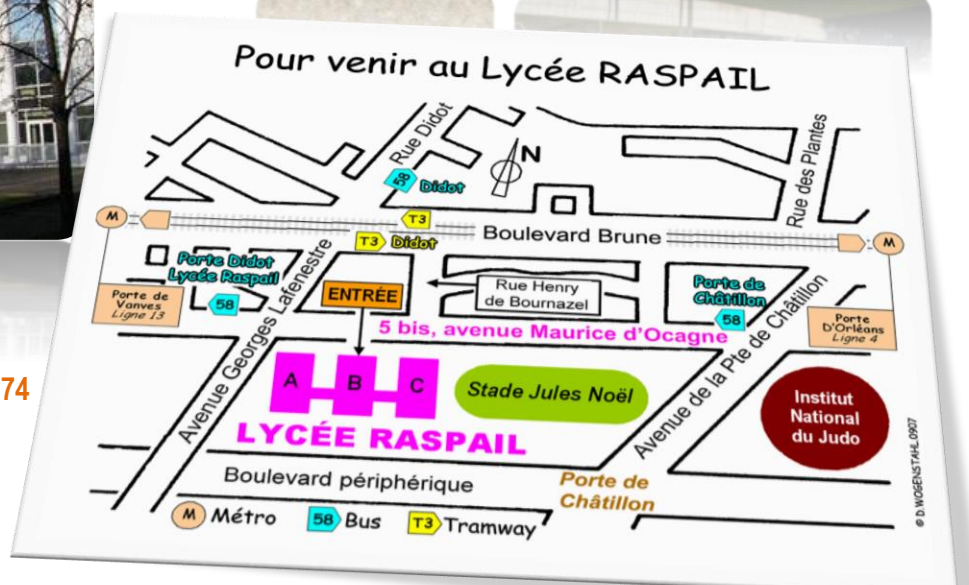 Pour venir au Lycée RASPAIL
Rue Didot
N
Rue des Plantes
58 Didot
M
T3
Boulevard Brune
M
T3 Didot
Porte Didot
Lycée Raspail
58
Porte de
Vanves
Ligne 13
Avenue Georges Lafenestre
ENTRÉE
Rue Henry
de Bournazel
Porte de
Châtillon
58
Avenue de la Pte de Châtillon
Porte
D'Orléans
Ligne 4
5 bis, avenue Maurice d'Ocagne
74
A
B
C
Stade Jules Noël
Institut
National
du Judo
LYCÉE RASPAIL
Boulevard périphérique
Porte de
Châtillon
M Métro
58 Bus
T3 Tramway
© D.WOGENSTAHL.0907